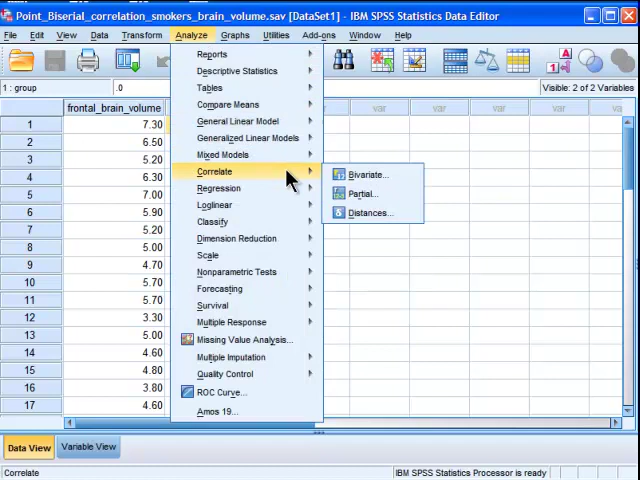 Point_Biserial_correlation_smokers_brain_volume.sav [DataSet1] - IBM SPSS Statistics Data Editor
File Edit View Data Transform Analyze Graphs Utilities Add-ons Window Help
1 : group .0 Visible: 2 of 2 Variables
frontal_brain_volume var var var var var
1 7.30
2 6.50
3 5.20
4 6.30
5 7.00
6 5.90
7 5.20
8 5.00
9 4.70
10 5.70
11 5.70
12 3.30
13 5.00
14 4.60
15 4.80
16 3.80
17 4.60
Reports
Descriptive Statistics
Tables
Compare Means
General Linear Model
Generalized Linear Models
Mixed Models
Correlate
Regression
Loglinear
Classify
Dimension Reduction
Scale
Nonparametric Tests
Forecasting
Survival
Multiple Response
Missing Value Analysis...
Multiple Imputation
Quality Control
ROC Curve...
Amos 19...
Bivariate...
Partial...
Distances...
Data View Variable View
Correlate IBM SPSS Statistics Processor is ready